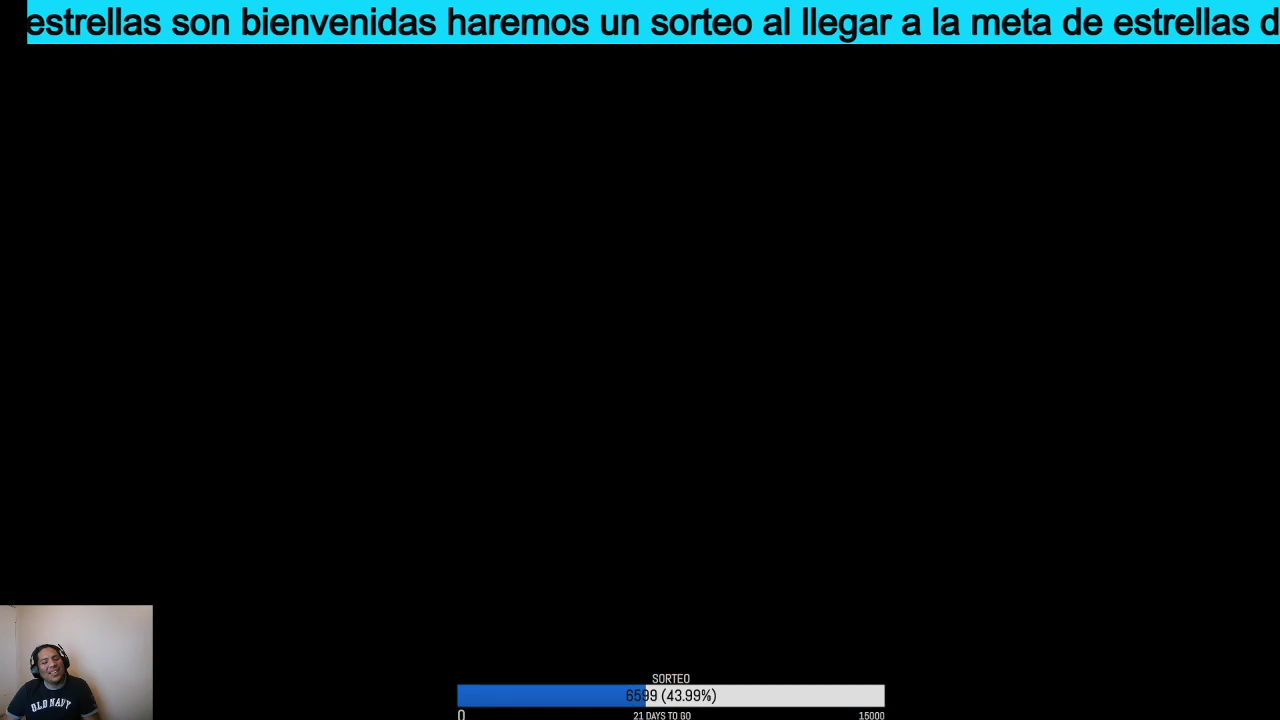 estrellas son bienvenidas haremos un sorteo al llegar a la meta de estrellas d
OLD NAVY
SORTEO
6599 (43.99%)
0 21 DAYS TO GO 15000